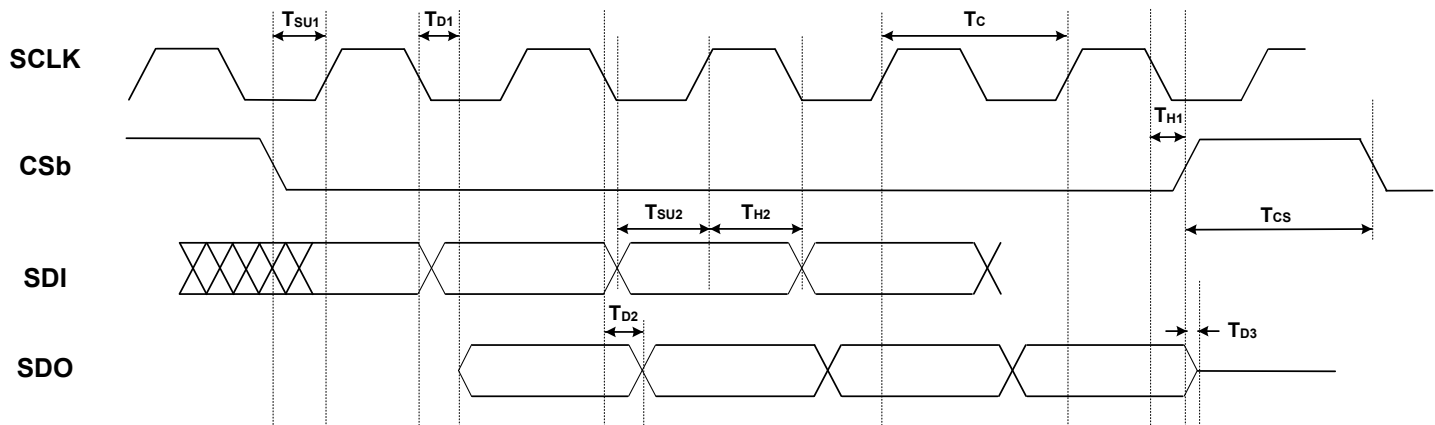 TSU1 TD1 TC
SCLK
TH1
CSb
TSU2 TH2 TCS
SDI
TD2 TD3
SDO